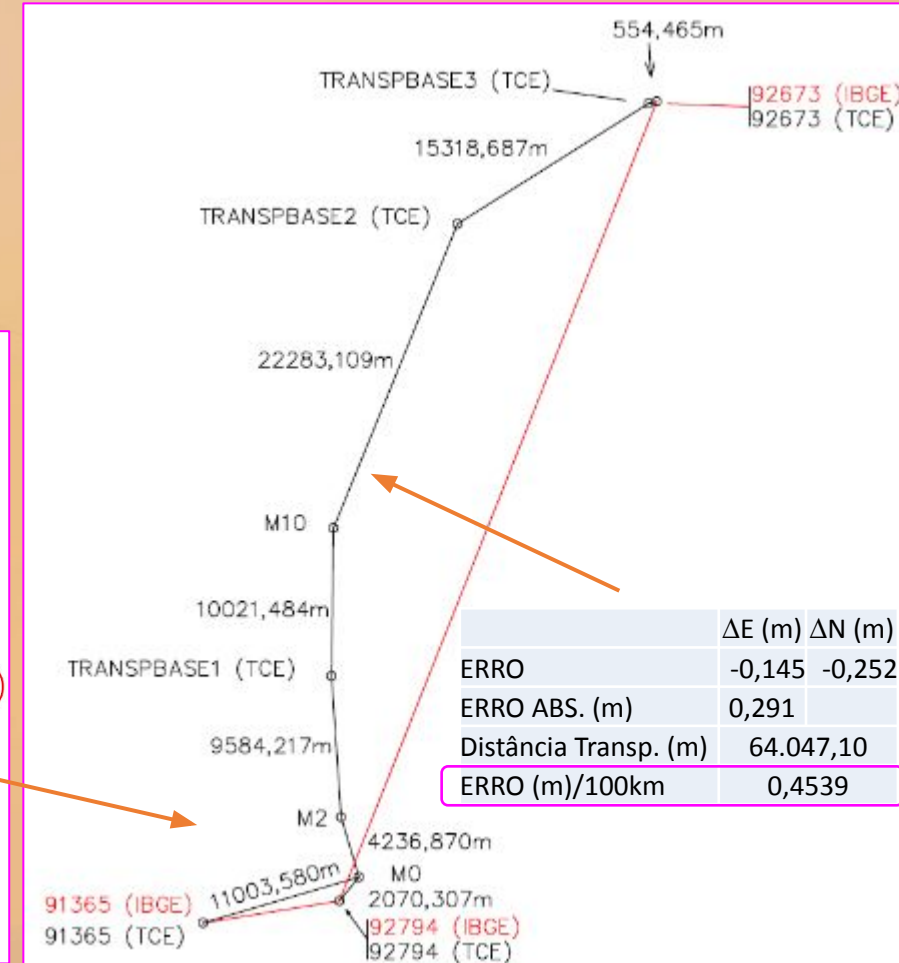 554,465m
TRANSPBASE3 (TCE)
92673 (IBGE)
92673 (TCE)
15318,687m
TRANSPBASE2 (TCE)
22283,109m
M10
10021,484m
TRANSPBASE1 (TCE)
ΔE (m) ΔN (m)
ERRO -0,145 -0,252
ERRO ABS. (m) 0,291
Distância Transp. (m) 64.047,10
ERRO (m)/100km 0,4539
)
9584,217m
M2
4236,870m
11003,580m
M0
2070,307m
91365 (IBGE)
91365 (TCE)
92794 (IBGE)
92794 (TCE)